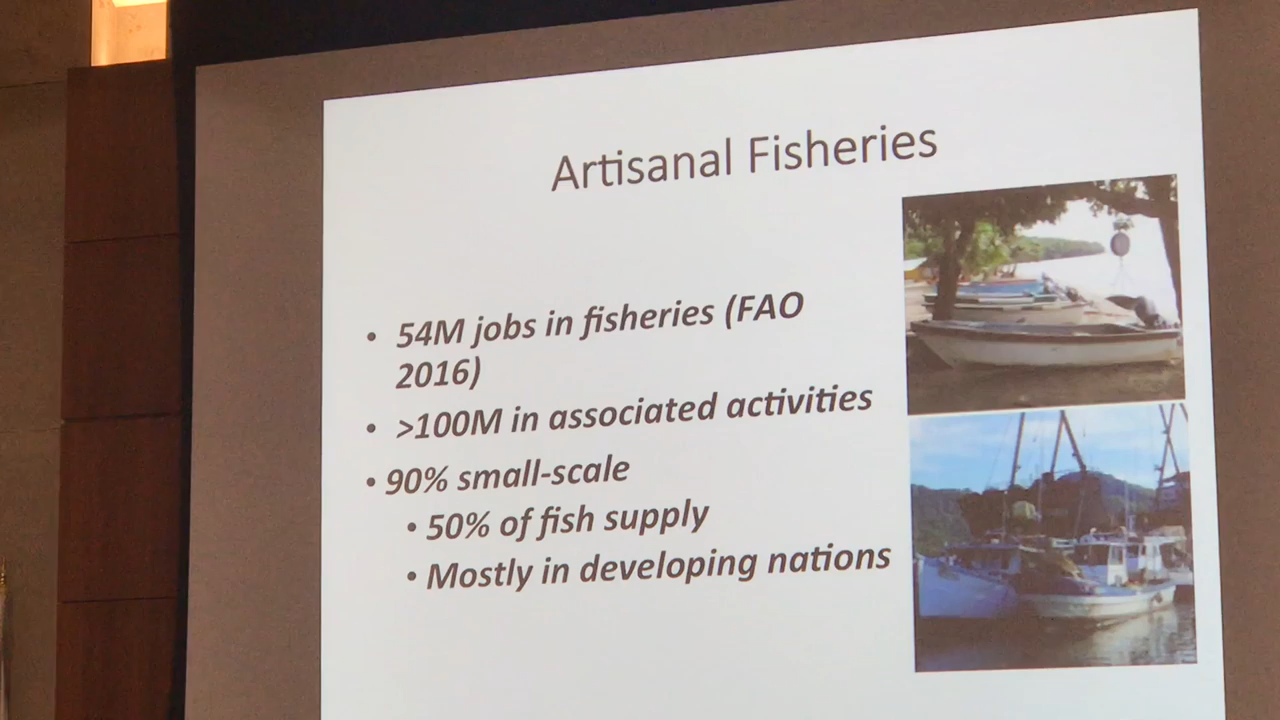 Artisanal Fisheries
• 54M jobs in fisheries (FAO
2016)
• >100M in associated activities
• 90% small-scale
• 50% of fish supply
• Mostly in developing nations